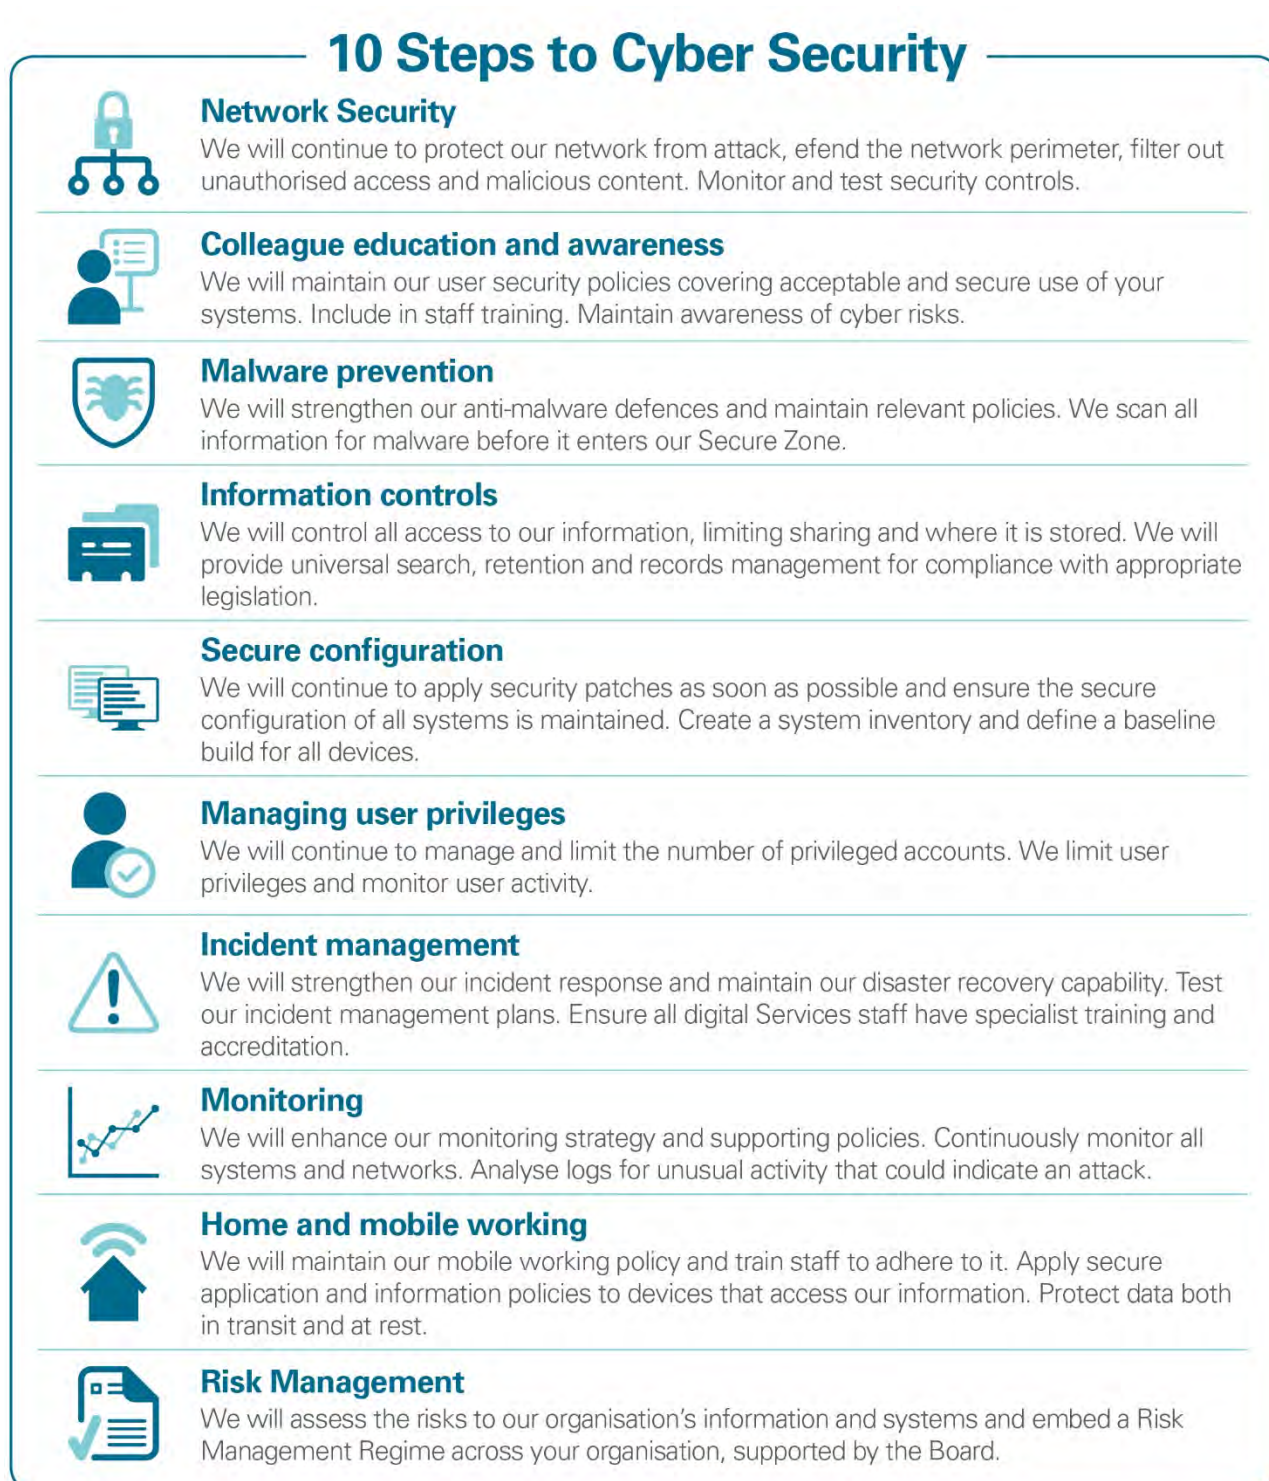 10 Steps to Cyber Security
Network Security
We will continue to protect our network from attack, efend the network perimeter, filter out
unauthorised access and malicious content. Monitor and test security controls.
Colleague education and awareness
We will maintain our user security policies covering acceptable and secure use of your
systems. Include in staff training. Maintain awareness of cyber risks.
Malware prevention
We will strengthen our anti-malware defences and maintain relevant policies. We scan all
information for malware before it enters our Secure Zone.
Information controls
We will control all access to our information, limiting sharing and where it is stored. We will
provide universal search, retention and records management for compliance with appropriate
legislation.
Secure configuration
We will continue to apply security patches as soon as possible and ensure the secure
configuration of all systems is maintained. Create a system inventory and define a baseline
build for all devices.
Managing user privileges
We will continue to manage and limit the number of privileged accounts. We limit user
privileges and monitor user activity.
Incident management
We will strengthen our incident response and maintain our disaster recovery capability. Test
our incident management plans. Ensure all digital Services staff have specialist training and
accreditation.
Monitoring
We will enhance our monitoring strategy and supporting policies. Continuously monitor all
systems and networks. Analyse logs for unusual activity that could indicate an attack.
Home and mobile working
We will maintain our mobile working policy and train staff to adhere to it. Apply secure
application and information policies to devices that access our information. Protect data both
in transit and at rest.
Risk Management
We will assess the risks to our organisation's information and systems and embed a Risk
Management Regime across your organisation, supported by the Board.